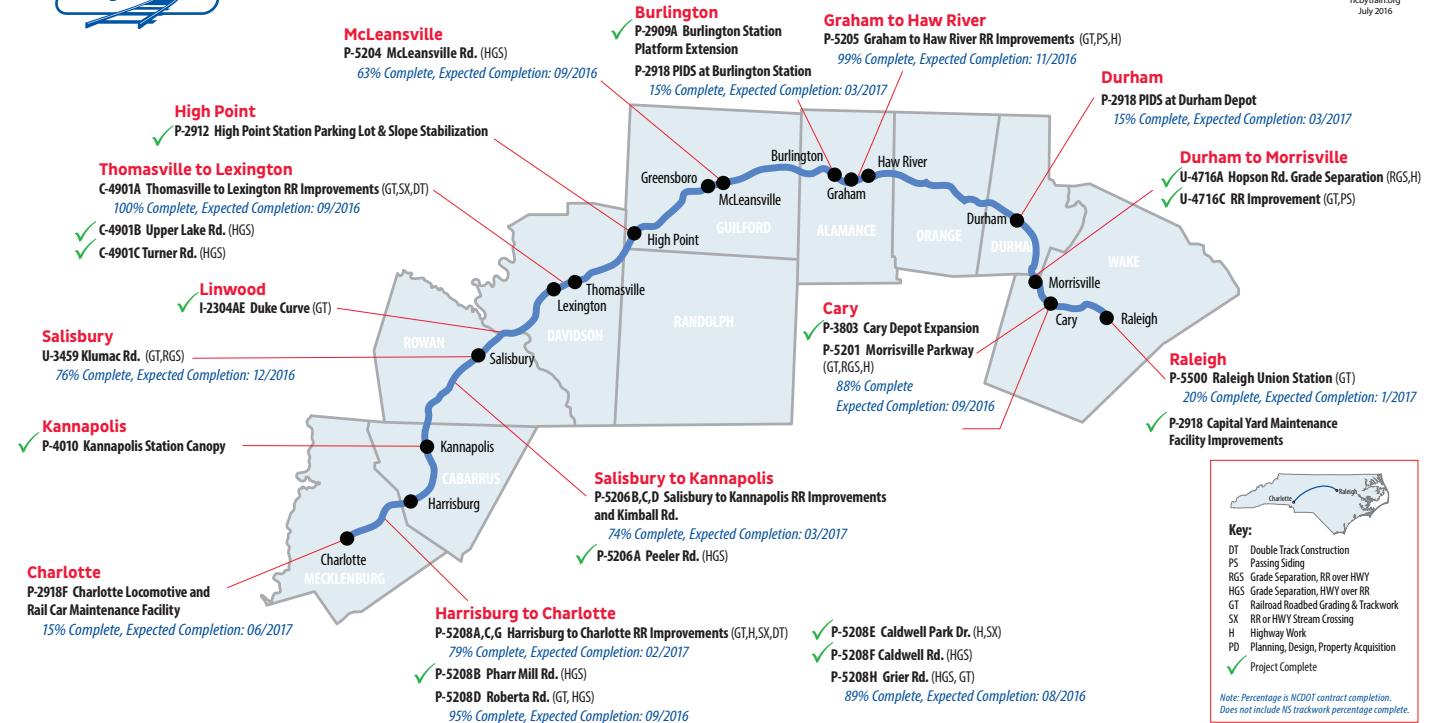 ncbytrain.org
July 2016
McLeansville
P-5204 McLeansville Rd. (HGS)
63% Complete, Expected Completion: 09/2016
Burlington
P-2909A Burlington Station
Platform Extension
P-2918 PIDS at Burlington Station
15% Complete, Expected Completion: 03/2017
Graham to Haw River
P-5205 Graham to Haw River RR Improvements (GT,PS,H)
99% Complete, Expected Completion: 11/2016
Durham
P-2918 PIDS at Durham Depot
15% Complete, Expected Completion: 03/2017
High Point
P-2912 High Point Station Parking Lot & Slope Stabilization
Thomasville to Lexington
C-4901A Thomasville to Lexington RR Improvements (GT,SX,DT)
100% Complete, Expected Completion: 09/2016
C-4901B Upper Lake Rd. (HGS)
C-4901C Turner Rd. (HGS)
Durham to Morrisville
U-4716A Hopson Rd. Grade Separation (RGS,H)
U-4716C RR Improvement (GT,PS)
Linwood
I-2304AE Duke Curve (GT)
Salisbury
U-3459 Klumac Rd. (GT,RGS)
76% Complete, Expected Completion: 12/2016
Kannapolis
P-4010 Kannapolis Station Canopy
Greensboro
McLeansville
Burlington
Graham
Haw River
High Point
Thomasville
Lexington
Salisbury
Kannapolis
Harrisburg
Charlotte
Durham
Morrisville
Cary
Raleigh
GUILFORD
ALAMANCE
ORANGE
DURHA
WAKE
RANDOLPH
DAVIDSON
ROWAN
CABARRUS
MECKLENBURG
Cary
P-3803 Cary Depot Expansion
P-5201 Morrisville Parkway
(GT,RGS,H)
88% Complete
Expected Completion: 09/2016
Raleigh
P-5500 Raleigh Union Station (GT)
20% Complete, Expected Completion: 1/2017
P-2918 Capital Yard Maintenance
Facility Improvements
Salisbury to Kannapolis
P-5206B,C,D Salisbury to Kannapolis RR Improvements
and Kimball Rd.
74% Complete, Expected Completion: 03/2017
P-5206A Peeler Rd. (HGS)
Charlotte
P-2918F Charlotte Locomotive and
Rail Car Maintenance Facility
15% Complete, Expected Completion: 06/2017
Harrisburg to Charlotte
P-5208A,C,G Harrisburg to Charlotte RR Improvements (GT,H,SX,DT)
79% Complete, Expected Completion: 02/2017
P-5208B Pharr Mill Rd. (HGS)
P-5208D Roberta Rd. (GT, HGS)
95% Complete, Expected Completion: 09/2016
P-5208E Caldwell Park Dr. (H,SX)
P-5208F Caldwell Rd. (HGS)
P-5208H Grier Rd. (HGS, GT)
89% Complete, Expected Completion: 08/2016
Charlotte
Raleigh
Key:
DT Double Track Construction
PS Passing Siding
RGS Grade Separation, RR over HWY
HGS Grade Separation, HWY over RR
GT Railroad Roadbed Grading & Trackwork
SX RR or HWY Stream Crossing
H Highway Work
PD Planning, Design, Property Acquisition
Project Complete
Note: Percentage is NCDOT contract completion.
Does not include NS trackwork percentage complete.